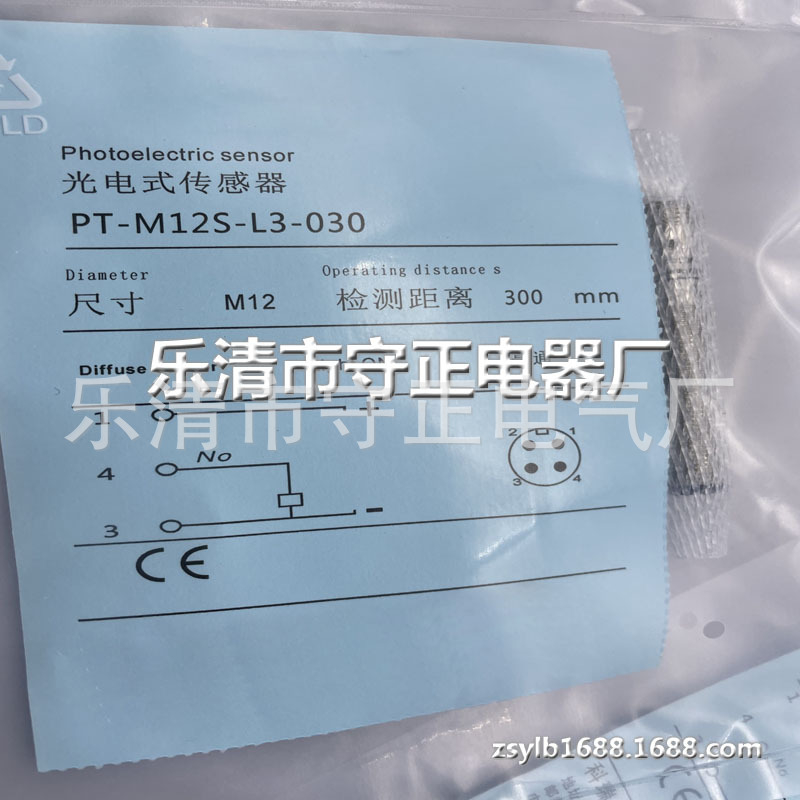 LD
Photoelectric sensor
光电式传感器
PT-M12S-L3-030
Diameter
Operating distance s
尺寸 M12 检测距离 300 mm
Diffuse
乐清市守正电器厂
乐清市守正电气厂
1 +
4 No
3 -
2 1
3 4
CE
zsylb1688.1688.com